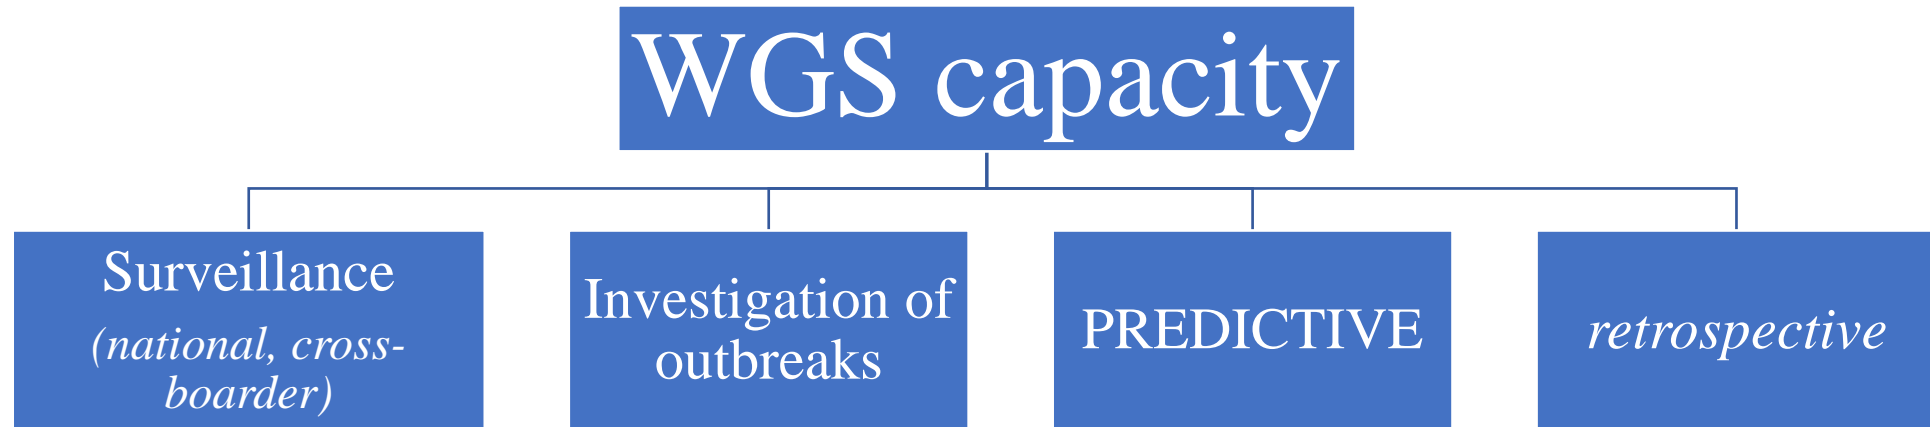 WGS capacity
Surveillance
(national, cross-
boarder)
Investigation of
outbreaks
PREDICTIVE
retrospective